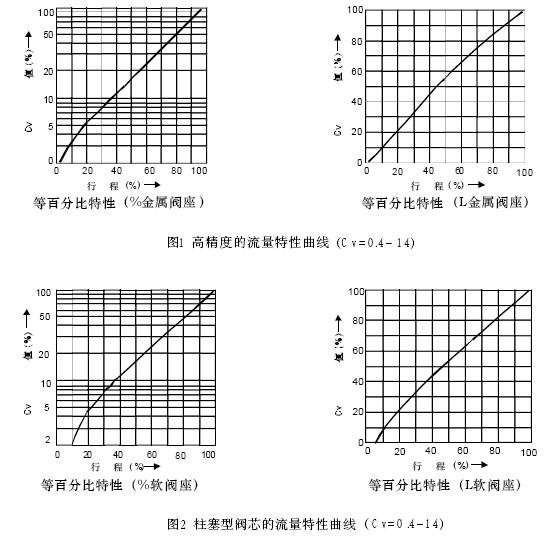 100
60
20
10
5
0
Cv 值(%)
0 20 40 60 80 100
行 程 (%)
等百分比特性 (%金属阀座)
100
80
60
40
20
0
Cv 值(%)
0 20 40 60 80 100
行 程 (%)
等百分比特性 (L金属阀座)
图1 高精度的流量特性曲线 (Cv=0.4-14)
100
50
20
10
5
2
Cv 值(%)
0 20 40 60 80 100
行 程 (%)
等百分比特性 (%软阀座)
100
80
60
40
20
0
Cv 值(%)
0 20 40 60 80 100
行 程 (%)
等百分比特性 (L软阀座)
图2 柱塞型阀芯的流量特性曲线 (Cv=0.4-14)